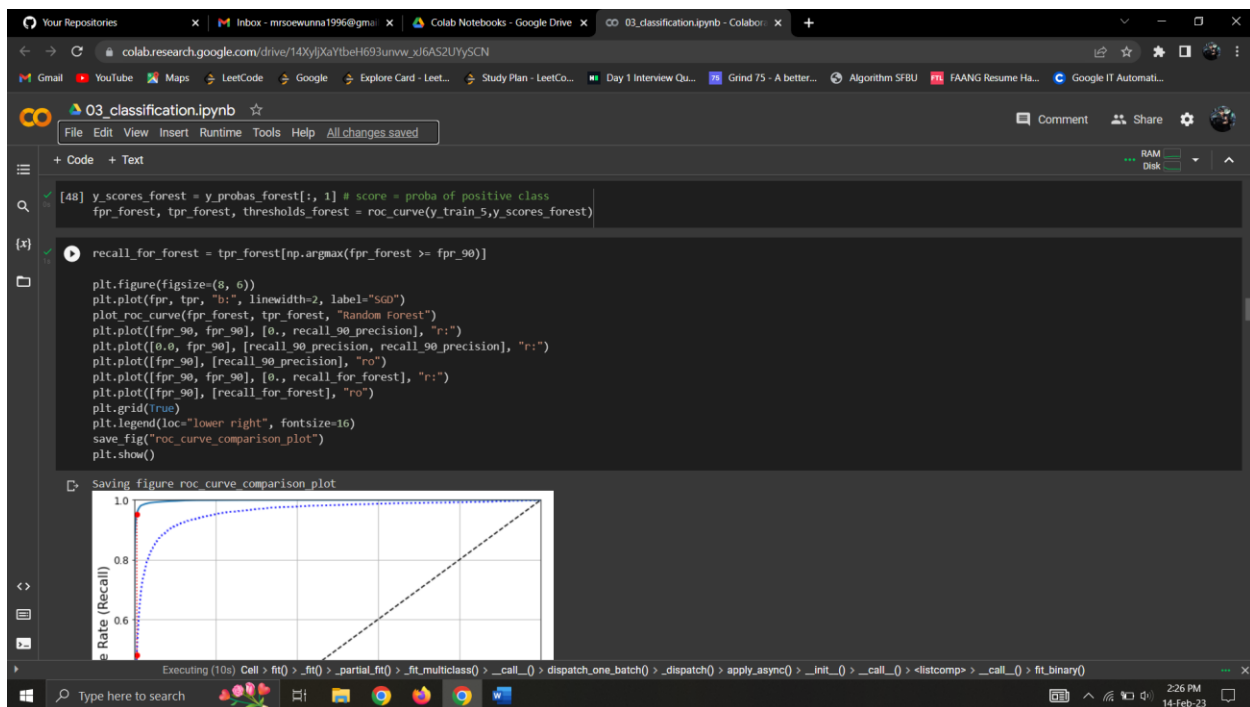 Your Repositories
Inbox - mrsoewunna1996@gmai
Colab Notebooks - Google Drive
03_classification.ipynb - Colabora
colab.research.google.com/drive/14XyljXaYtbeH693unvw_xJ6AS2UYySCN
Gmail YouTube Maps LeetCode Google Explore Card - Leet... Study Plan - LeetCo... Day 1 Interview Qu... 75 Grind 75 - A better... Algorithm SFBU FTL FAANG Resume Ha... Google IT Automati...
03_classification.ipynb
File Edit View Insert Runtime Tools Help All changes saved
Comment Share
+ Code + Text
RAM
Disk
[48] y_scores_forest = y_probas_forest[:, 1] # score = proba of positive class
fpr_forest, tpr_forest, thresholds_forest = roc_curve(y_train_5,y_scores_forest)
{x}
recall_for_forest = tpr_forest[np.argmax(fpr_forest >= fpr_90)]
plt.figure(figsize=(8, 6))
plt.plot(fpr, tpr, "b:", linewidth=2, label="SGD")
plot_roc_curve(fpr_forest, tpr_forest, "Random Forest")
plt.plot([fpr_90, fpr_90], [0., recall_90_precision], "r:")
plt.plot([0.0, fpr_90], [recall_90_precision, recall_90_precision], "r:")
plt.plot([fpr_90], [recall_90_precision], "ro")
plt.plot([fpr_90, fpr_90], [0., recall_for_forest], "r:")
plt.plot([fpr_90], [recall_for_forest], "ro")
plt.grid(True)
plt.legend(loc="lower right", fontsize=16)
save_fig("roc_curve_comparison_plot")
plt.show()
Saving figure roc_curve_comparison_plot
1.0
0.8
0.6
e Rate (Recall)
Executing (10s) Cell > fit() > _fit() > _partial_fit() > _fit_multiclass() > __call__() > dispatch_one_batch() > _dispatch() > apply_async() > __init__() > __call__() > <listcomp> > __call__() > fit_binary()
Type here to search
2:26 PM
14-Feb-23